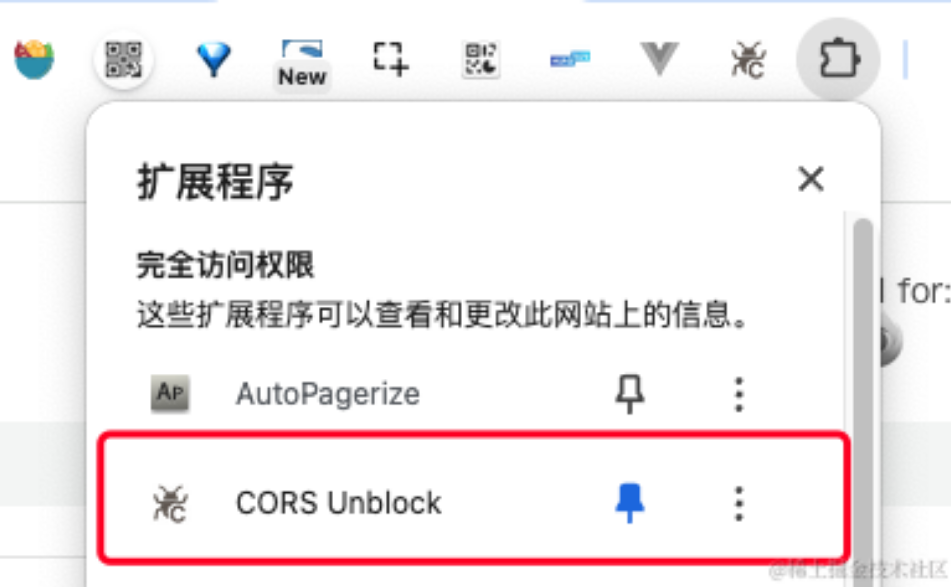 New
扩展程序
完全访问权限
这些扩展程序可以查看和更改此网站上的信息。
for:
AP AutoPagerize
CORS Unblock
@稀土掘金技术社区